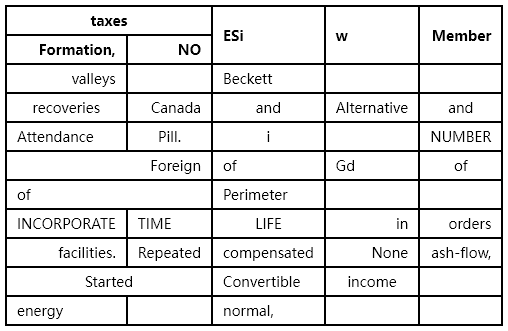 taxes ESi w Member
Formation, NO
valleys Beckett
recoveries Canada and Alternative and
Attendance Pill. i NUMBER
Foreign of Gd of
of Perimeter
INCORPORATE TIME LIFE in orders
facilities. Repeated compensated None ash-flow,
Started Convertible income
energy normal,